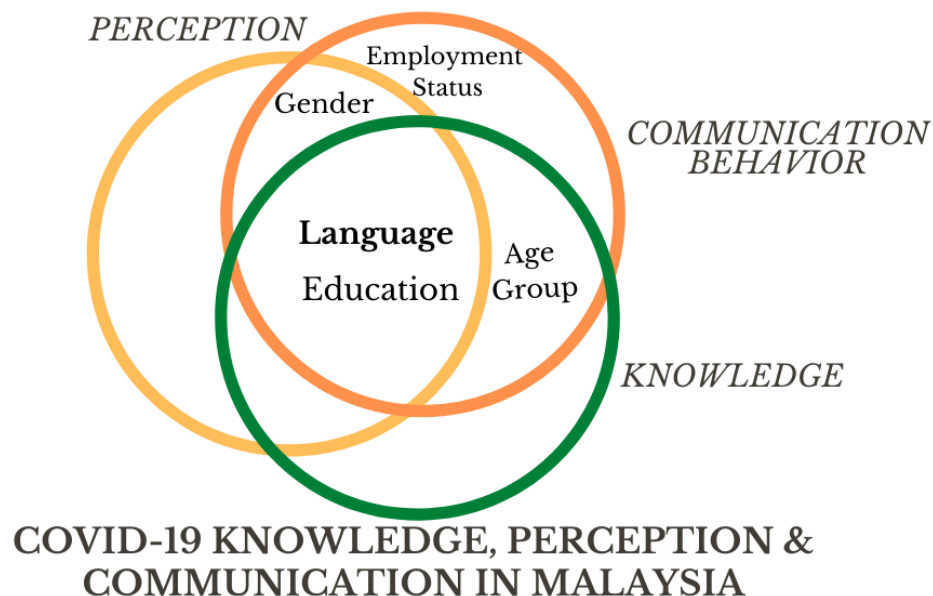 PERCEPTION
Employment
Status
Gender
COMMUNICATION
BEHAVIOR
Language
Age
Group
Education
KNOWLEDGE
COVID-19 KNOWLEDGE, PERCEPTION &
COMMUNICATION IN MALAYSIA